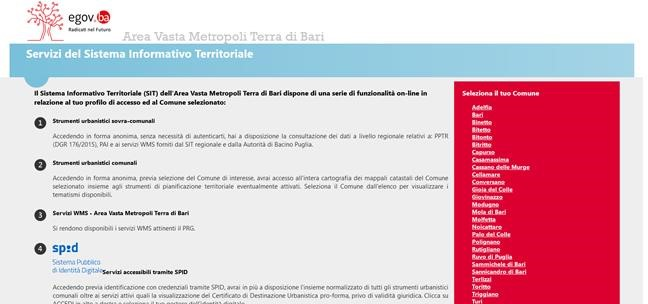 egov.ba
Radicati nel Futuro
Area Vasta Metropoli Terra di Bari
Servizi del Sistema Informativo Territoriale
Il Sistema Informativo Territoriale (SIT) dell'Area Vasta Metropoli Terra di Bari dispone di una serie di funzionalità on-line in
relazione al tuo profilo di accesso ed al Comune selezionato:
1 Strumenti urbanistici sovra-comunali
Accedendo in forma anonima, senza necessità di autenticarti, hai a disposizione la consultazione dei dati a livello regionale relativi a: PPTR
(DGR 176/2015), PAI e ai servizi WMS forniti dal SIT regionale e dalla Autorità di Bacino Puglia.
2 Strumenti urbanistici comunali
Accedendo in forma anonima, previa selezione del Comune di interesse, avrai accesso all'intera cartografia dei mappali catastali del Comune
selezionato insieme agli strumenti di pianificazione territoriale eventualmente attivati. Seleziona il Comune dall'elenco per visualizzare i
tematismi disponibili.
3 Servizi WMS - Area Vasta Metropoli Terra di Bari
Si rendono disponibili i servizi WMS attinenti il PRG.
4 spid
Sistema Pubblico
di Identità Digitale Servizi accessibili tramite SPID
Accedendo previa identificazione con credenziali tramite SPID, avrai in più a disposizione l'insieme normalizzato di tutti gli strumenti urbanistici
comunali oltre ai servizi attivi quali la visualizzazione del Certificato di Destinazione Urbanistica pro-forma, privo di validità giuridica. Clicca su
Seleziona il tuo Comune
Adelfia
Bari
Binetto
Bitetto
Bitonto
Bitritto
Capurso
Casamassima
Cassano delle Murge
Cellamare
Conversano
Gioia del Colle
Giovinazzo
Modugno
Mola di Bari
Molfetta
Noicattaro
Palo del Colle
Polignano
Rutigliano
Ruvo di Puglia
Sammichele di Bari
Sannicandro di Bari
Terlizzi
Toritto
Triggiano
Turi